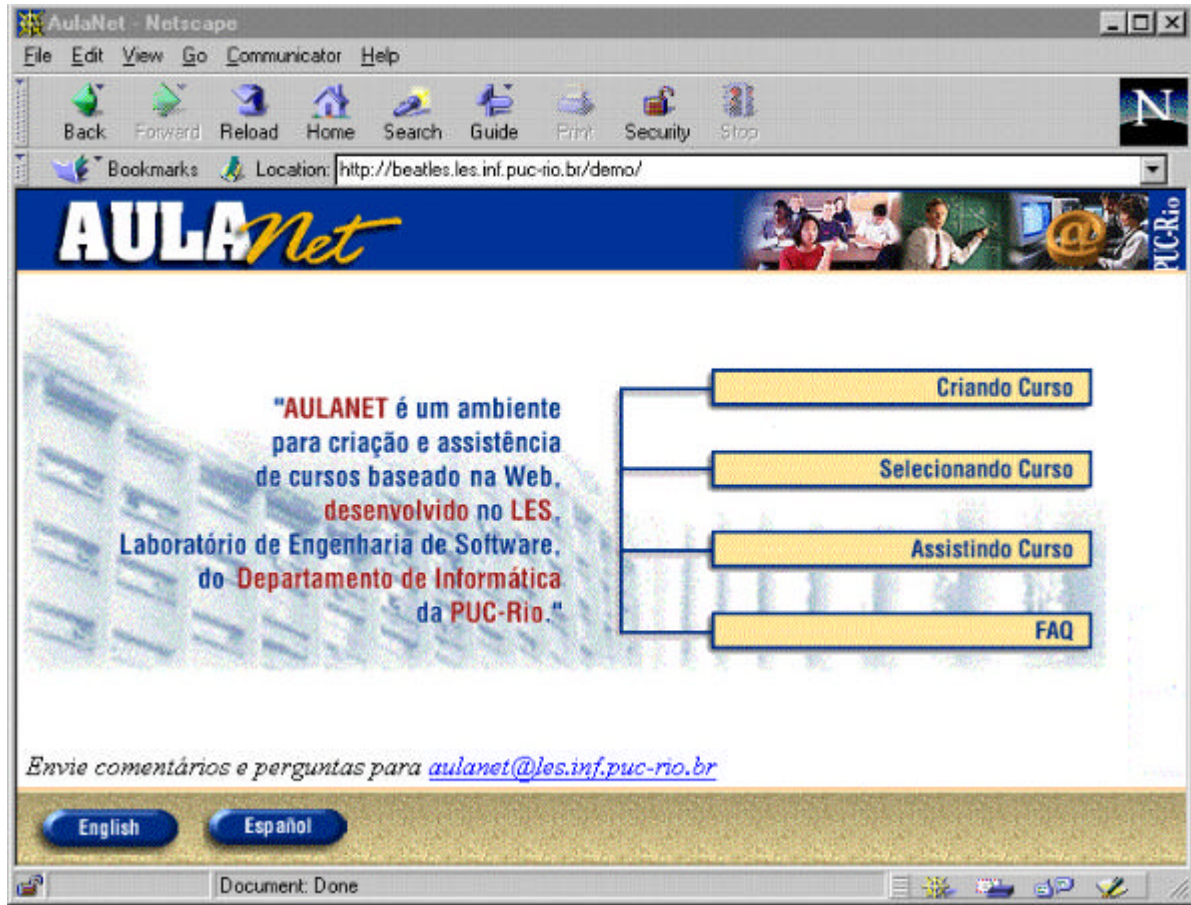 AulaNet - Netscape
File Edit View Go Communicator Help
Back Forward Reload Home Search Guide Print Security Stop
N
Bookmarks Location: http://beatles.les.inf.puc-rio.br/demo/
AULANet
@
PUC-Rio
"AULANET é um ambiente
para criação e assistência
de cursos baseado na Web,
desenvolvido no LES,
Laboratório de Engenharia de Software,
do Departamento de Informática
da PUC-Rio."
Criando Curso
Selecionando Curso
Assistindo Curso
FAQ
Envie comentários e perguntas para aulanet@les.inf.puc-rio.br
English Español
Document: Done